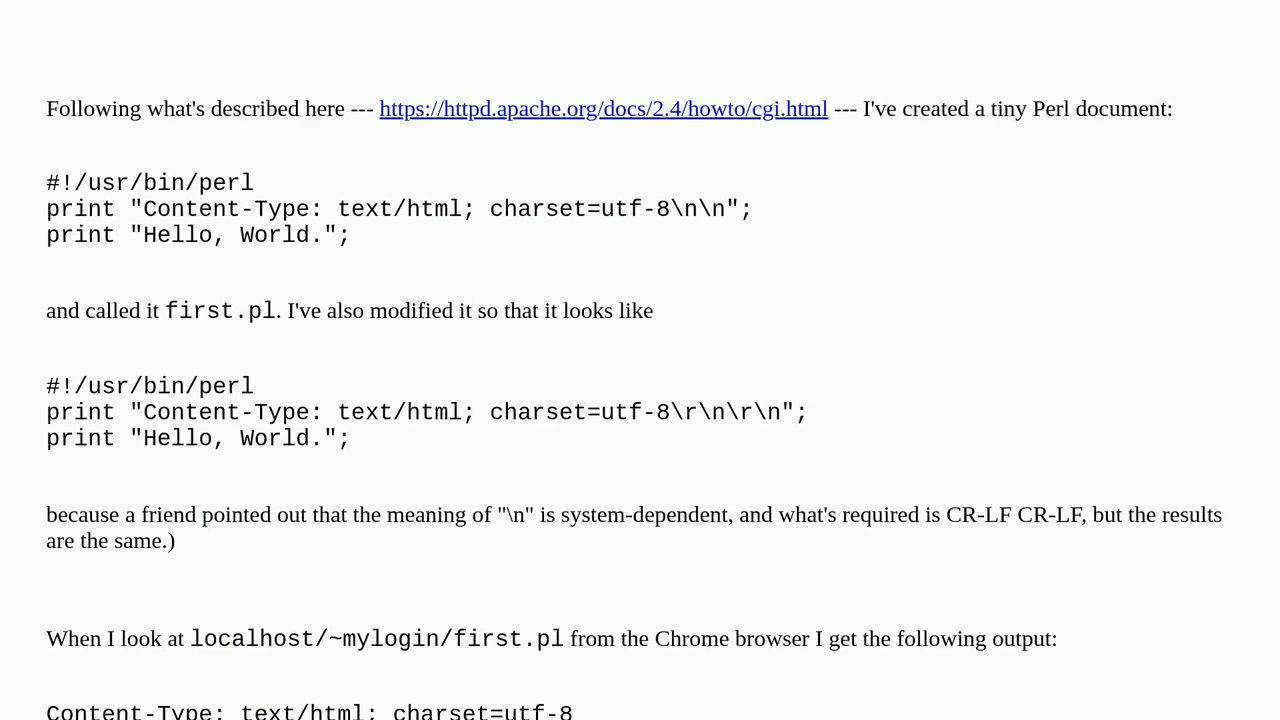 Following what's described here --- https://httpd.apache.org/docs/2.4/howto/cgi.html --- I've created a tiny Perl document:
#!/usr/bin/perl
print "Content-Type: text/html; charset=utf-8\n\n";
print "Hello, World.";
and called it first.pl. I've also modified it so that it looks like
#!/usr/bin/perl
print "Content-Type: text/html; charset=utf-8\r\n\r\n";
print "Hello, World.";
because a friend pointed out that the meaning of "\n" is system-dependent, and what's required is CR-LF CR-LF, but the results
are the same.)
When I look at localhost/~mylogin/first.pl from the Chrome browser I get the following output:
Content-Type: text/html; charset=utf-8